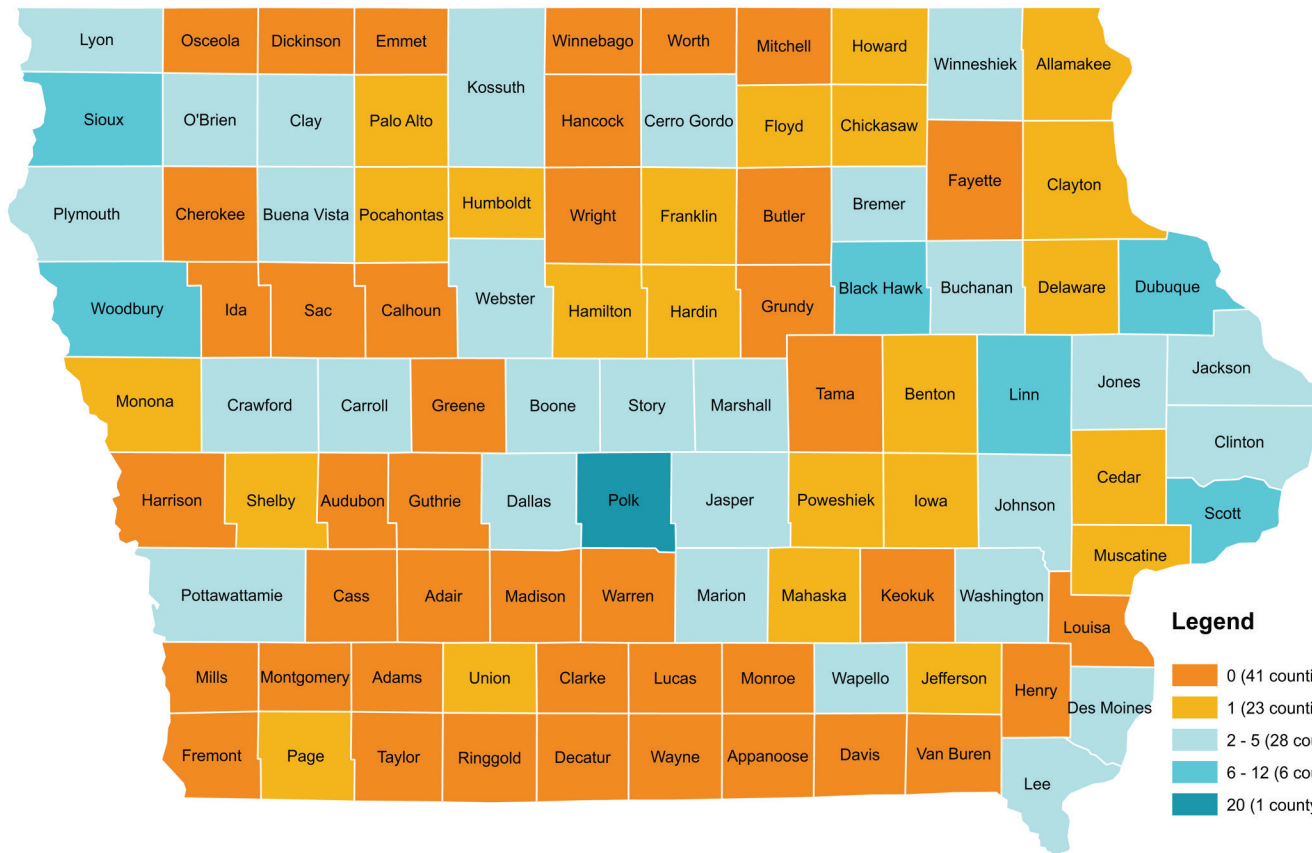 Lyon
Osceola
Dickinson
Emmet
Kossuth
Winnebago
Worth
Mitchell
Howard
Winneshiek
Allamakee
Sioux
O'Brien
Clay
Palo Alto
Hancock
Cerro Gordo
Floyd
Chickasaw
Plymouth
Cherokee
Buena Vista
Pocahontas
Humboldt
Wright
Franklin
Butler
Bremer
Fayette
Clayton
Woodbury
Ida
Sac
Calhoun
Webster
Hamilton
Hardin
Grundy
Black Hawk
Buchanan
Delaware
Dubuque
Monona
Crawford
Carroll
Greene
Boone
Story
Marshall
Tama
Benton
Linn
Jones
Jackson
Clinton
Harrison
Shelby
Audubon
Guthrie
Dallas
Polk
Jasper
Poweshiek
Iowa
Johnson
Cedar
Scott
Muscatine
Pottawattamie
Cass
Adair
Madison
Warren
Marion
Mahaska
Keokuk
Washington
Louisa
Mills
Montgomery
Adams
Union
Clarke
Lucas
Monroe
Wapello
Jefferson
Henry
Des Moines
Fremont
Page
Taylor
Ringgold
Decatur
Wayne
Appanoose
Davis
Van Buren
Lee
Legend
0 (41 counti
1 (23 counti
2 - 5 (28 cou
6 - 12 (6 cou
20 (1 county